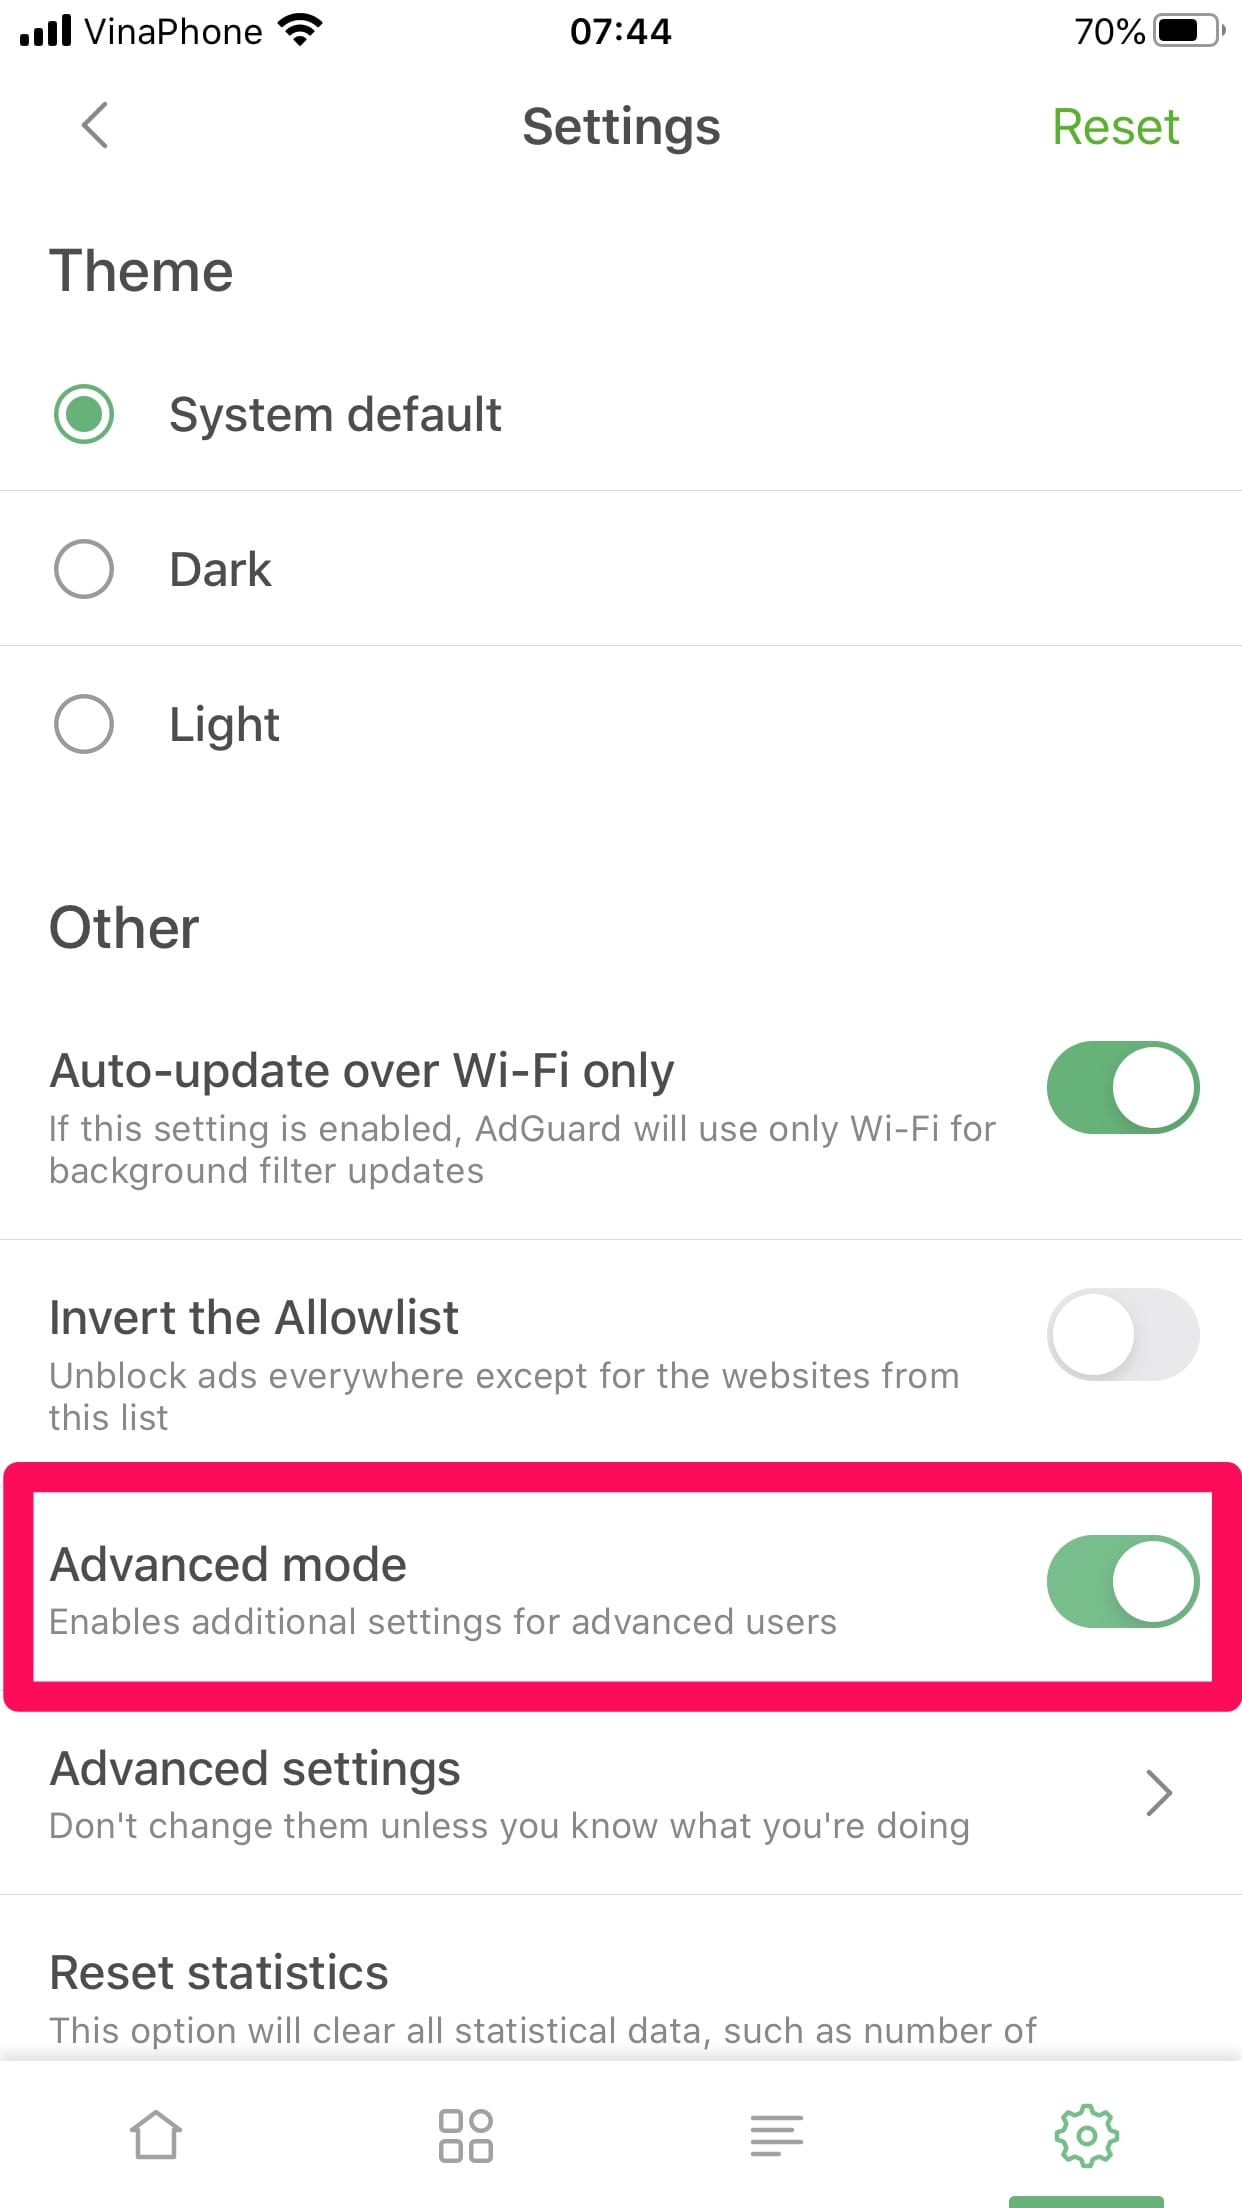 VinaPhone 07:44 70%
Settings Reset
Theme
System default
Dark
Light
Other
Auto-update over Wi-Fi only
If this setting is enabled, AdGuard will use only Wi-Fi for
background filter updates
Invert the Allowlist
Unblock ads everywhere except for the websites from
this list
Advanced mode
Enables additional settings for advanced users
Advanced settings
Don't change them unless you know what you're doing
Reset statistics
This option will clear all statistical data, such as number of